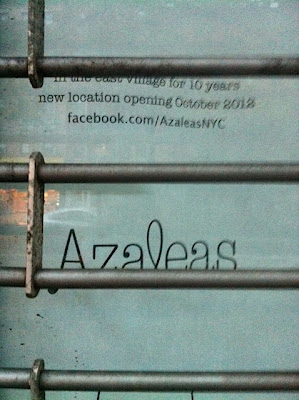 in the east village for 10 years
new location opening October 2012
facebook.com/AzaleasNYC
Azaleas